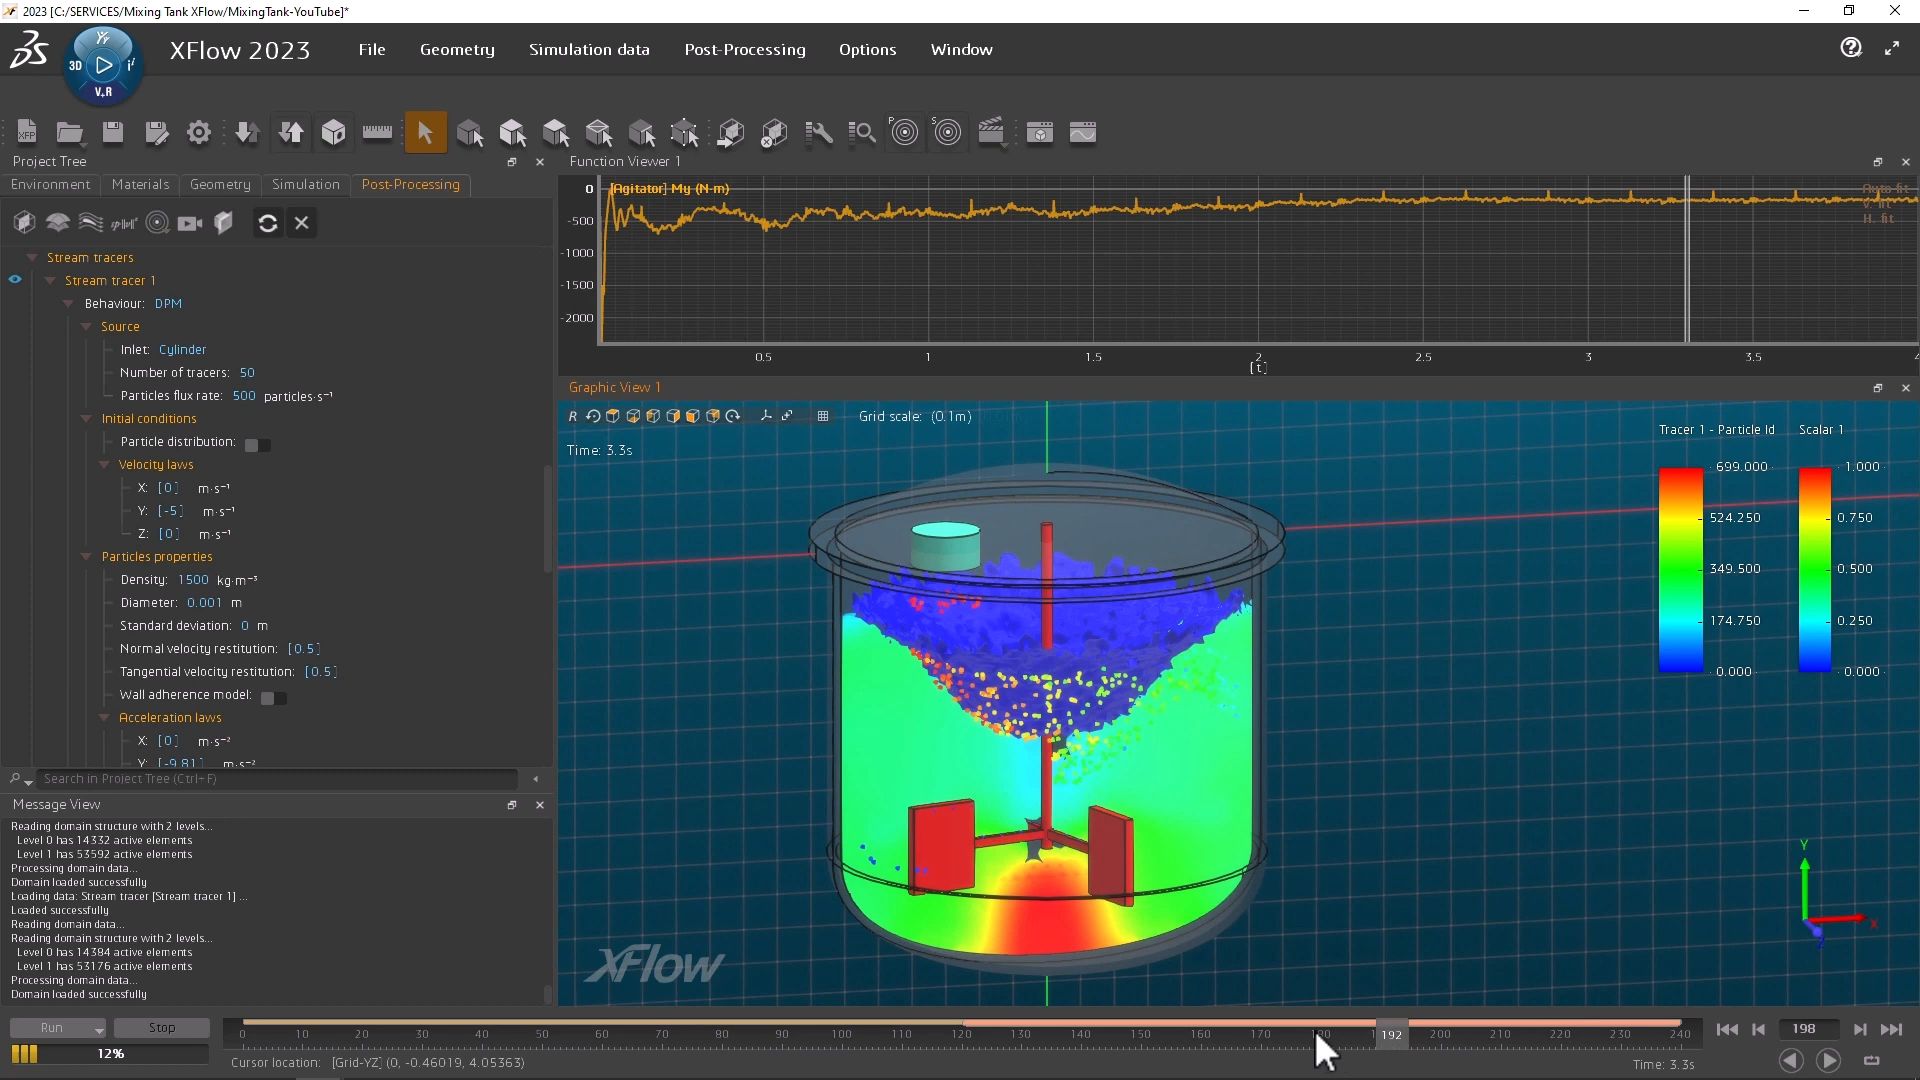 2023 [C:/SERVICES/Mixing Tank XFlow/MixingTank-YouTube]*
3D V,R
XFlow 2023
File Geometry Simulation data Post-Processing Options Window
Project Tree
Environment Materials Geometry Simulation Post-Processing
Stream tracers
Stream tracer 1
Behaviour: DPM
Source
Inlet: Cylinder
Number of tracers: 50
Particles flux rate: 500 particles·s⁻¹
Initial conditions
Particle distribution:
Velocity laws
X: [0] m·s⁻¹
Y: [-5] m·s⁻¹
Z: [0] m·s⁻¹
Particles properties
Density: 1500 kg·m⁻³
Diameter: 0.001 m
Standard deviation: 0 m
Normal velocity restitution: [0.5]
Tangential velocity restitution: [0.5]
Wall adherence model:
Acceleration laws
X: [0] m·s⁻²
Y: [-9.81] m·s⁻²
Search in Project Tree (Ctrl+F)
Message View
Reading domain structure with 2 levels...
Level 0 has 14332 active elements
Level 1 has 53592 active elements
Processing domain data...
Domain loaded successfully
Loading data: Stream tracer [Stream tracer 1] ...
Loaded successfully
Reading domain data...
Reading domain structure with 2 levels...
Level 0 has 14384 active elements
Level 1 has 53176 active elements
Processing domain data...
Domain loaded successfully
Function Viewer 1
[Agitator] My (N·m)
Auto fit
V. fit
H. fit
0
-500
-1000
-1500
-2000
0.5 1 1.5 2 2.5 3 3.5 4
[t]
Graphic View 1
R
Grid scale: (0.1m)
Time: 3.3s
Tracer 1 - Particle Id Scalar 1
699.000 1.000
524.250 0.750
349.500 0.500
174.750 0.250
0.000 0.000
Y
X
Z
XFlow
Run Stop
12%
0 10 20 30 40 50 60 70 80 90 100 110 120 130 140 150 160 170 192 200 210 220 230 240
198
Cursor location: [Grid-YZ] (0, -0.46019, 4.05363)
Time: 3.3s